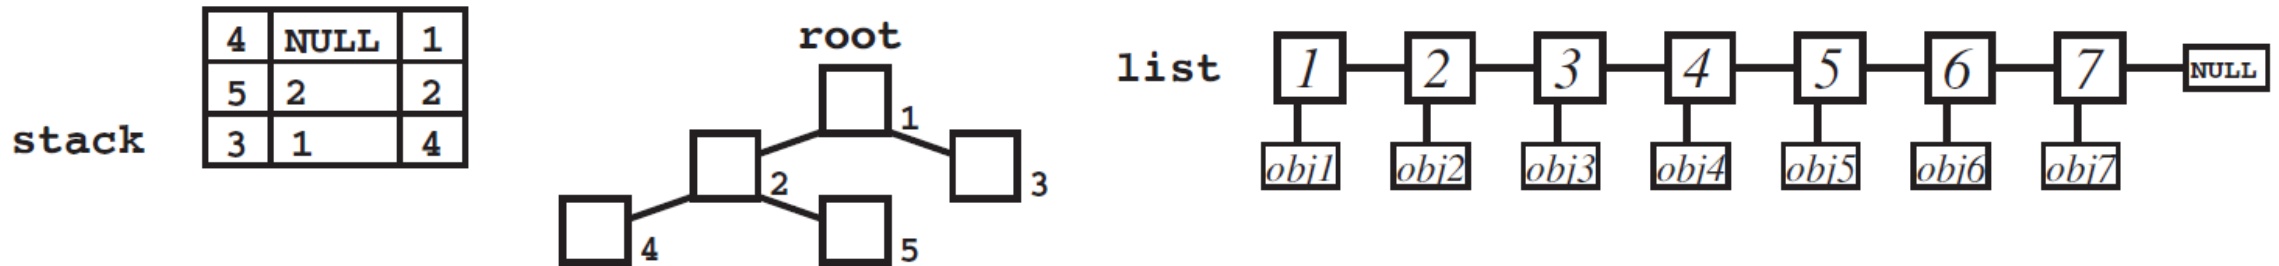 stack
4 NULL 1
5 2 2
3 1 4
root
1
2 3
4 5
list 1 2 3 4 5 6 7 NULL
obj1 obj2 obj3 obj4 obj5 obj6 obj7